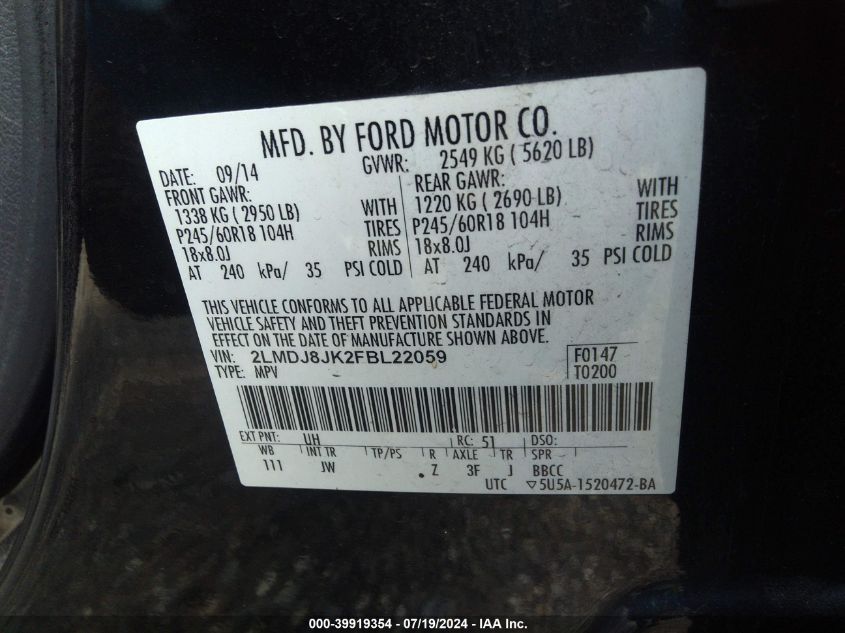 MFD. BY FORD MOTOR CO.
DATE: 09/14 GVWR: 2549 KG ( 5620 LB)
FRONT GAWR: REAR GAWR:
1338 KG ( 2950 LB) WITH 1220 KG ( 2690 LB) WITH
P245/60R18 104H TIRES P245/60R18 104H TIRES
18x8.0J RIMS 18x8.0J RIMS
AT 240 kPa/ 35 PSI COLD AT 240 kPa/ 35 PSI COLD
THIS VEHICLE CONFORMS TO ALL APPLICABLE FEDERAL MOTOR
VEHICLE SAFETY AND THEFT PREVENTION STANDARDS IN
EFFECT ON THE DATE OF MANUFACTURE SHOWN ABOVE.
VIN: 2LMDJ8JK2FBL22059 F0147
TYPE: MPV T0200
EXT PNT: UH RC: 51 DSO:
WB INT TR TP/PS R AXLE TR SPR
111 JW Z 3F J BBCC
UTC ▽5U5A-1520472-BA
000-39919354 / 07/19/2024 - IAA Inc.